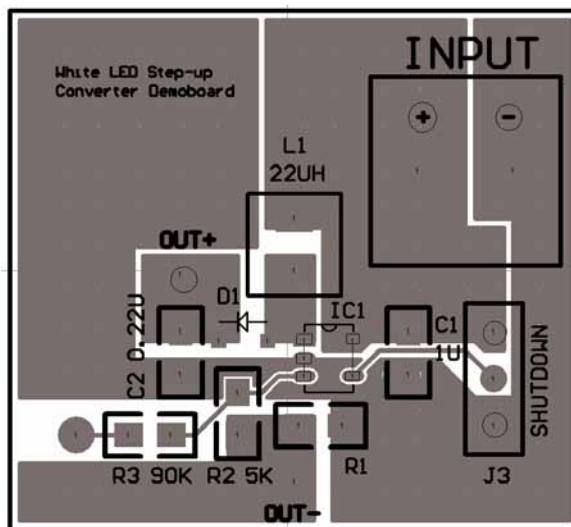 INPUT
White LED Step-up
Converter Demoboard
+ -
L1
22UH
OUT+
D1
IC1
C2 0.22U
C1
1U
SHUTDOWN
R3 90K R2 5K
R1
J3
OUT-